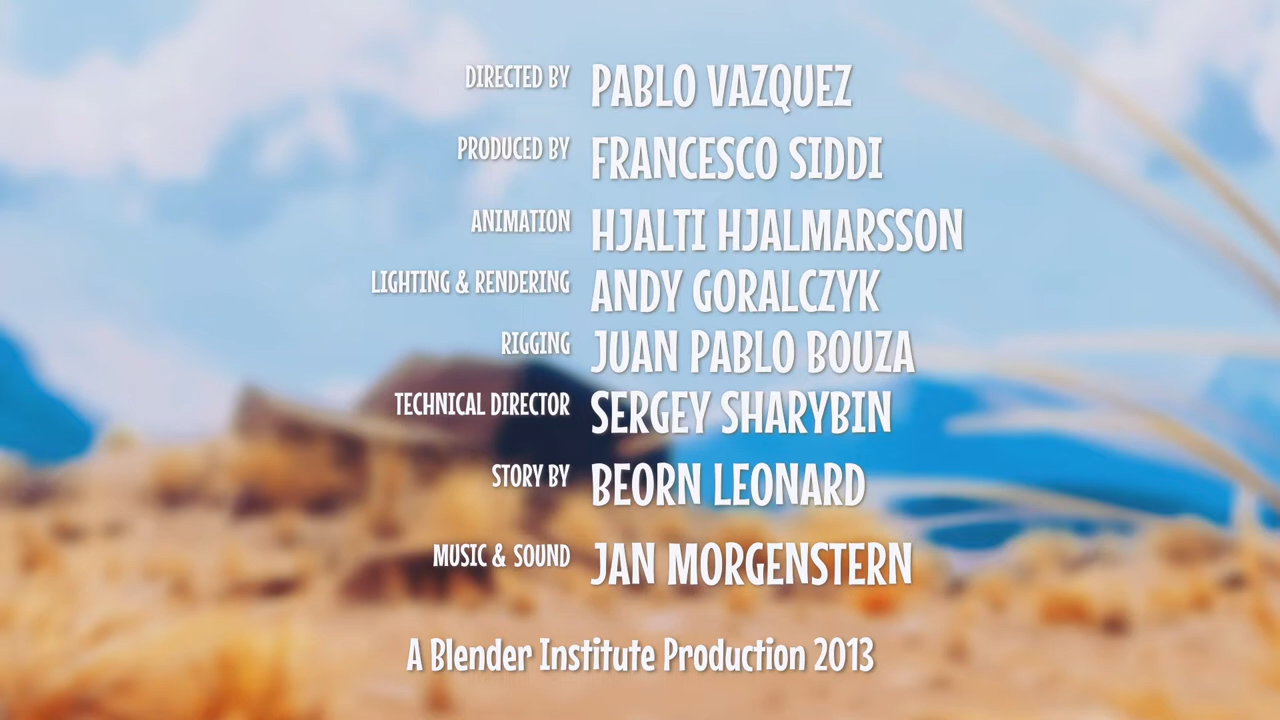 DIRECTED BY PABLO VAZQUEZ
PRODUCED BY FRANCESCO SIDDI
ANIMATION HJALTI HJALMARSSON
LIGHTING & RENDERING ANDY GORALCZYK
RIGGING JUAN PABLO BOUZA
TECHNICAL DIRECTOR SERGEY SHARYBIN
STORY BY BEORN LEONARD
MUSIC & SOUND JAN MORGENSTERN
A Blender Institute Production 2013